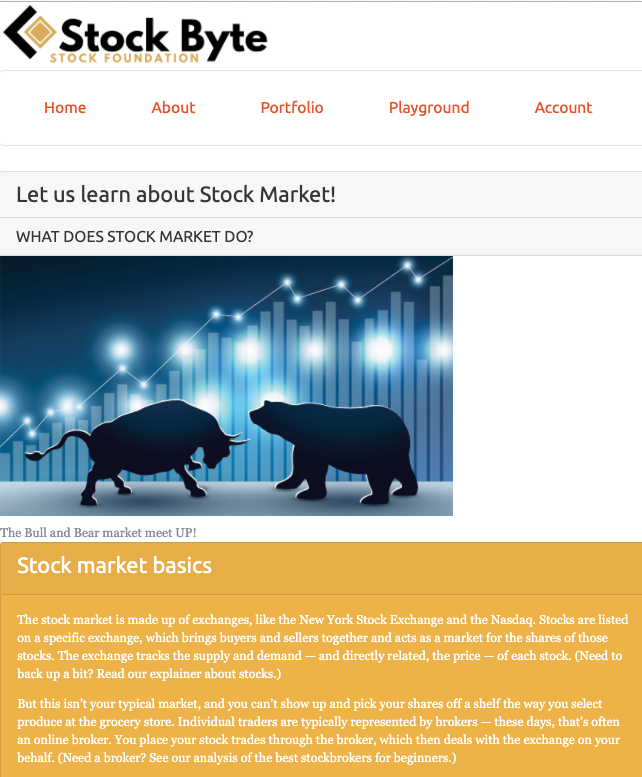 Stock Byte
STOCK FOUNDATION
Home About Portfolio Playground Account
Let us learn about Stock Market!
WHAT DOES STOCK MARKET DO?
The Bull and Bear market meet UP!
Stock market basics
The stock market is made up of exchanges, like the New York Stock Exchange and the Nasdaq. Stocks are listed
on a specific exchange, which brings buyers and sellers together and acts as a market for the shares of those
stocks. The exchange tracks the supply and demand — and directly related, the price — of each stock. (Need to
back up a bit? Read our explainer about stocks.)
But this isn’t your typical market, and you can’t show up and pick your shares off a shelf the way you select
produce at the grocery store. Individual traders are typically represented by brokers — these days, that’s often
an online broker. You place your stock trades through the broker, which then deals with the exchange on your
behalf. (Need a broker? See our analysis of the best stockbrokers for beginners.)